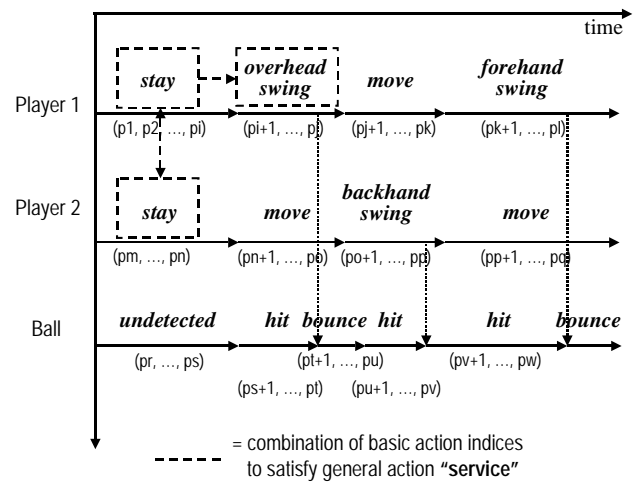 time
stay
overhead
swing
move
forehand
swing
Player 1
(p1, p2, ..., pi)
(pi+1, ..., pj)
(pj+1, ..., pk)
(pk+1, ..., pl)
Player 2
stay
move
backhand
swing
move
(pm, ..., pn)
(pn+1, ..., po)
(po+1, ..., pp)
(pp+1, ..., pq)
Ball
undetected
hit
bounce
hit
hit
bounce
(pr, ..., ps)
(pt+1, ..., pu)
(pv+1, ..., pw)
(ps+1, ..., pt)
(pu+1, ..., pv)
= combination of basic action indices
to satisfy general action “service”